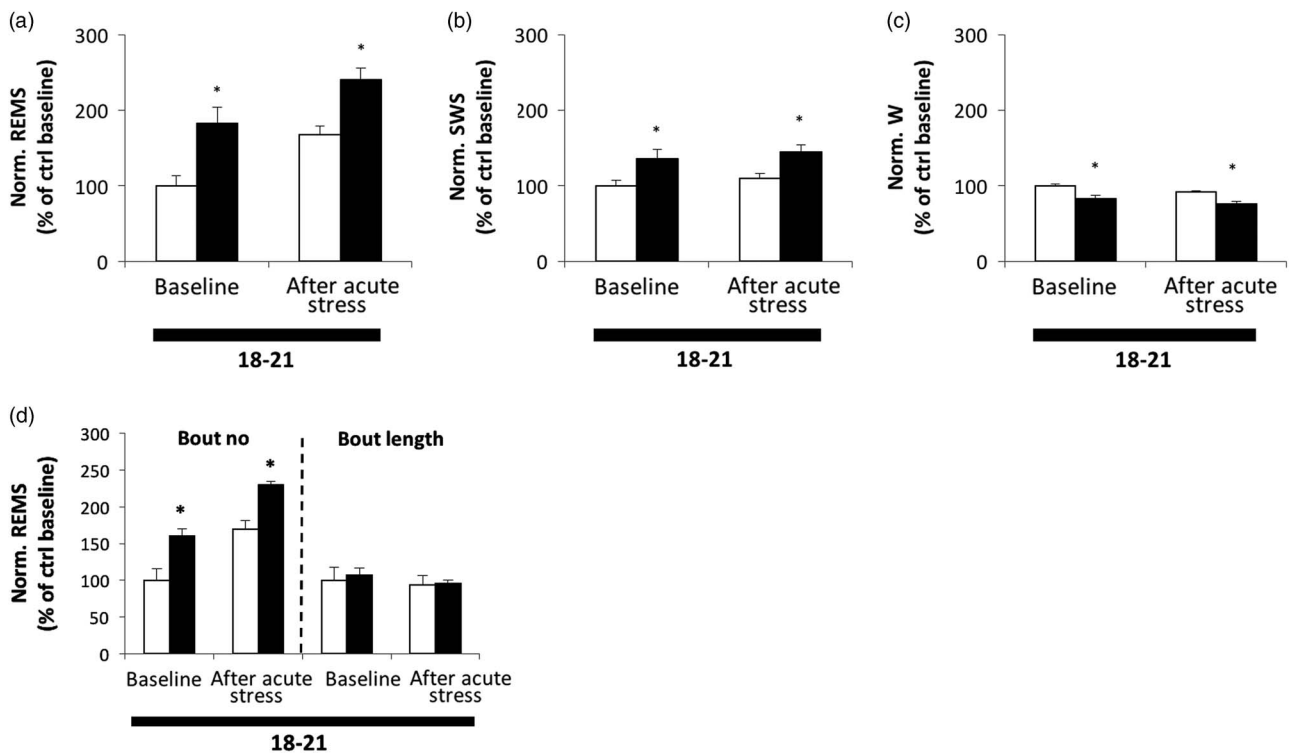 (a)
Norm. REMS
(% of ctrl baseline)
300
200
100
0
*
*
Baseline
After acute
stress
18-21
(b)
Norm. SWS
(% of ctrl baseline)
300
200
100
0
*
*
Baseline
After acute
stress
18-21
(c)
Norm. W
(% of ctrl baseline)
300
200
100
0
*
*
Baseline
After acute
stress
18-21
(d)
Norm. REMS
(% of ctrl baseline)
300
250
200
150
100
50
0
Bout no
Bout length
*
*
Baseline
After acute
stress
Baseline
After acute
stress
18-21